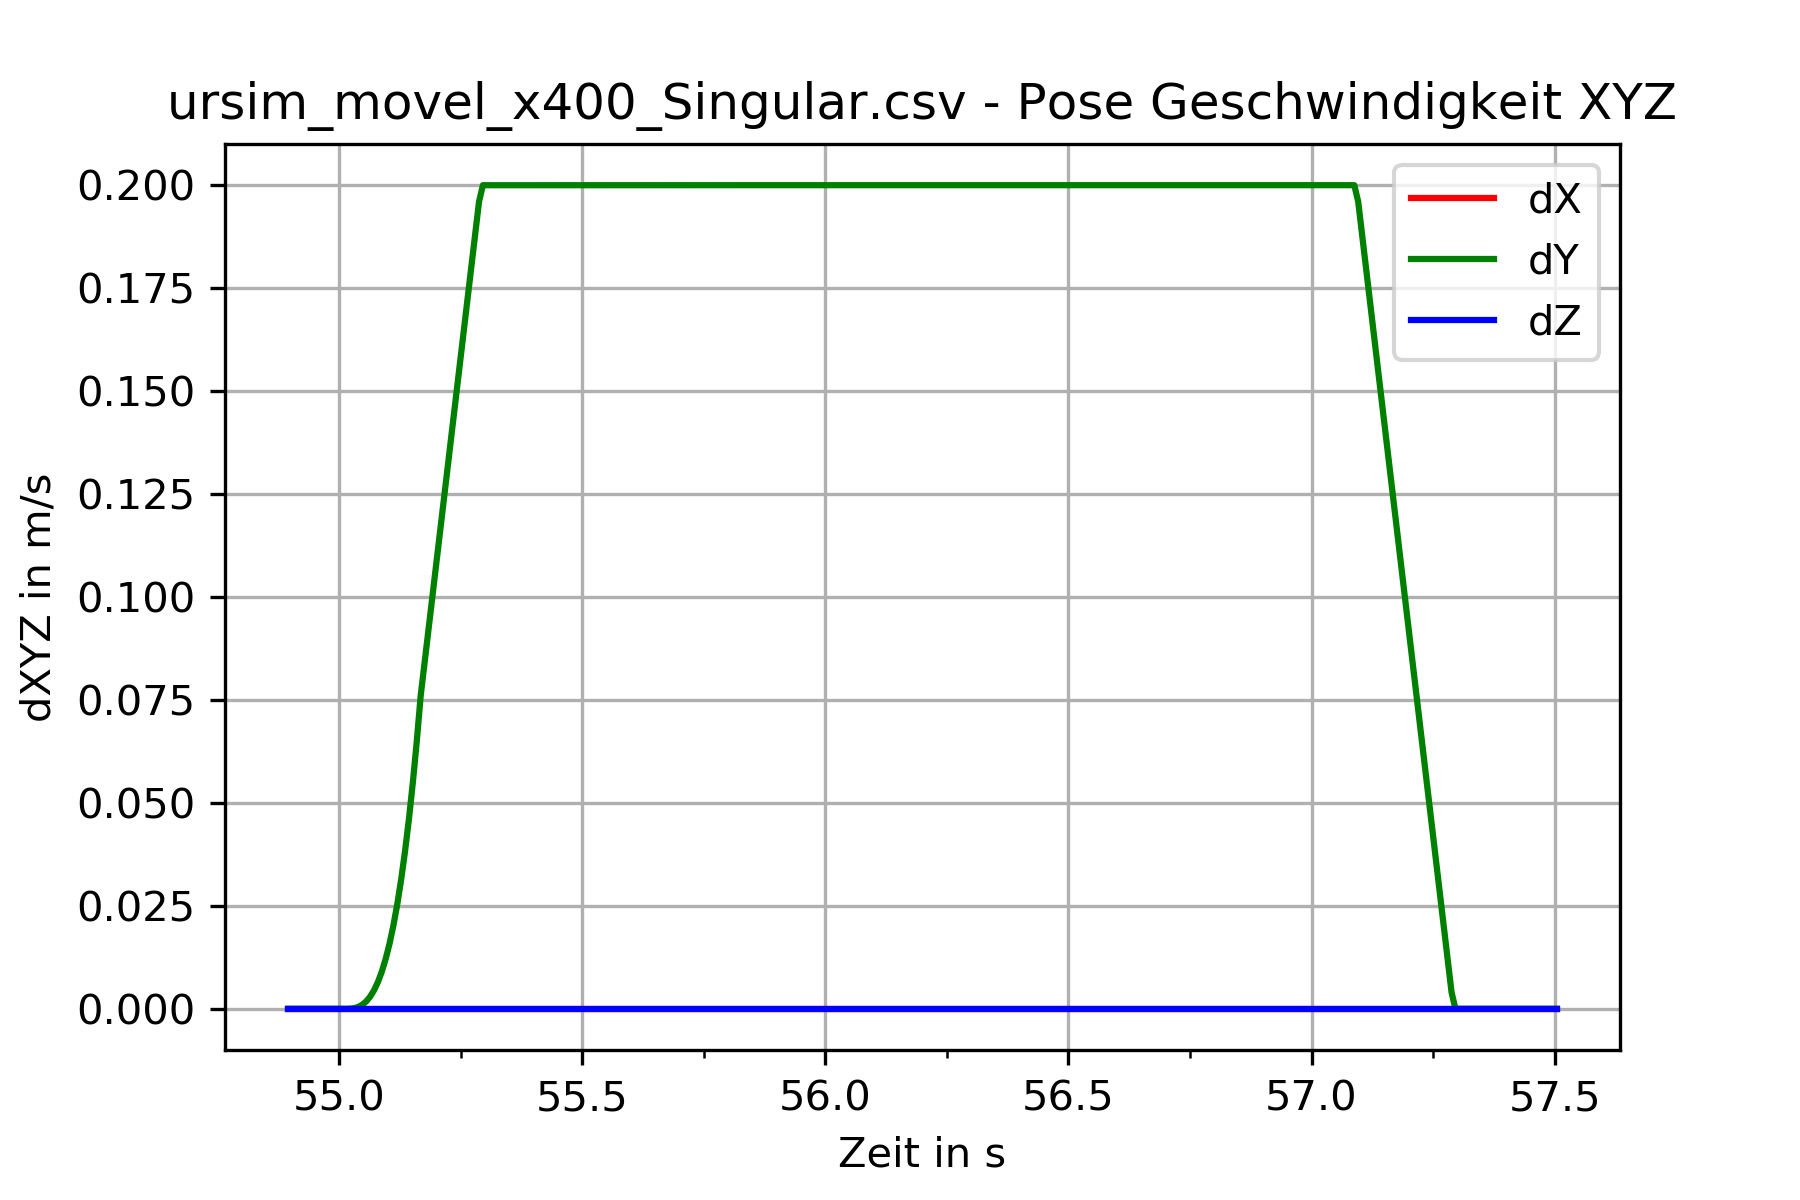 ursim_movel_x400_Singular.csv - Pose Geschwindigkeit XYZ
dXYZ in m/s
0.200
0.175
0.150
0.125
0.100
0.075
0.050
0.025
0.000
dX
dY
dZ
55.0 55.5 56.0 56.5 57.0 57.5
Zeit in s